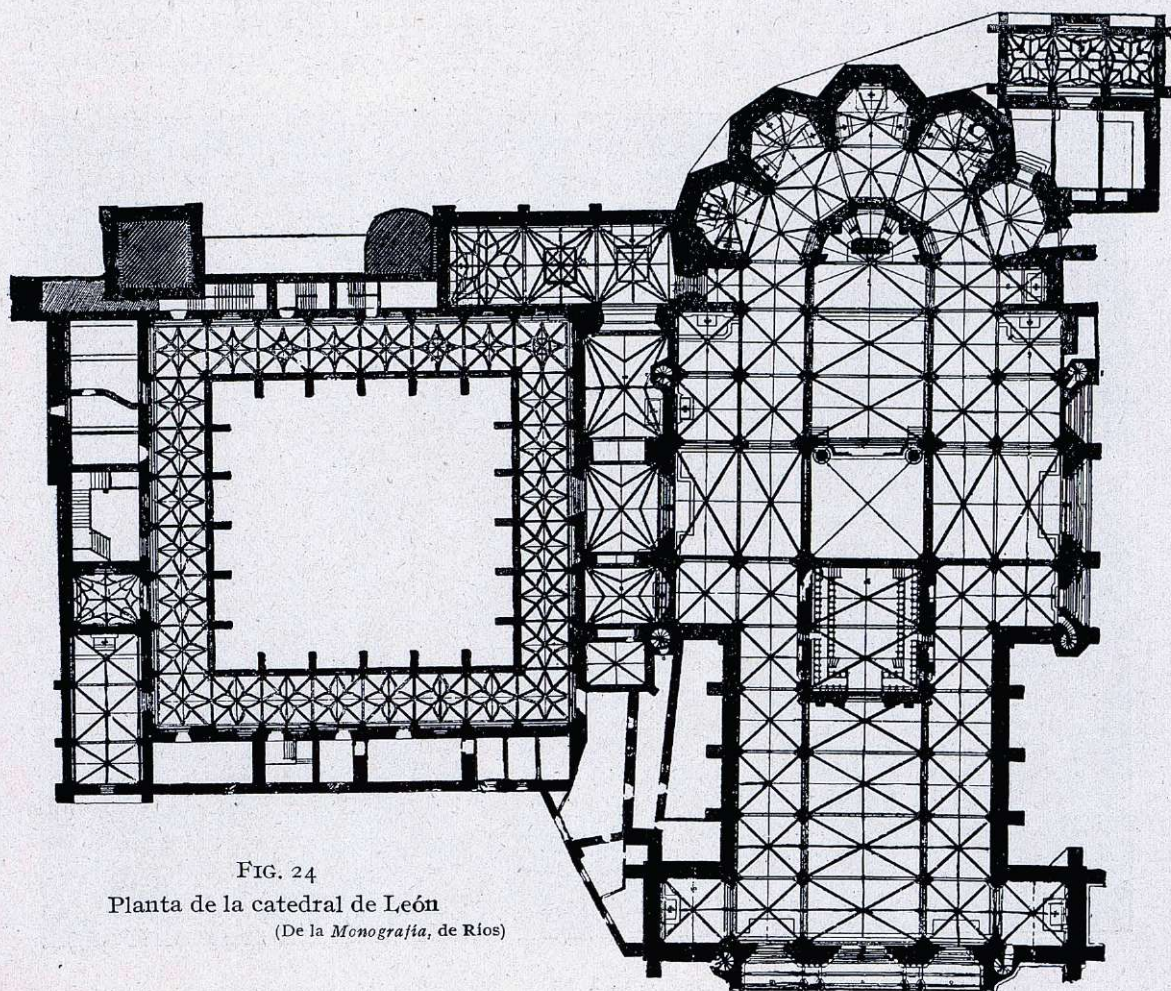 FIG. 24
Planta de la catedral de León
(De la Monografía, de Ríos)